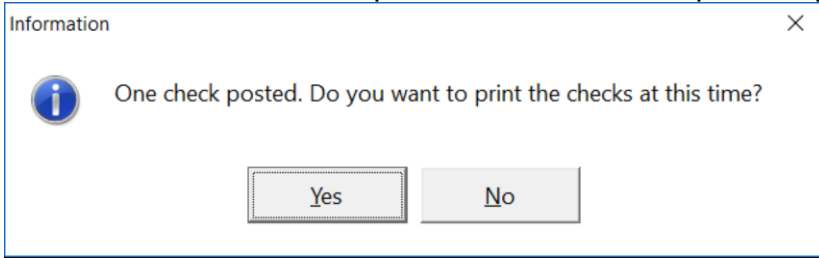 Information
One check posted. Do you want to print the checks at this time?
Yes
No